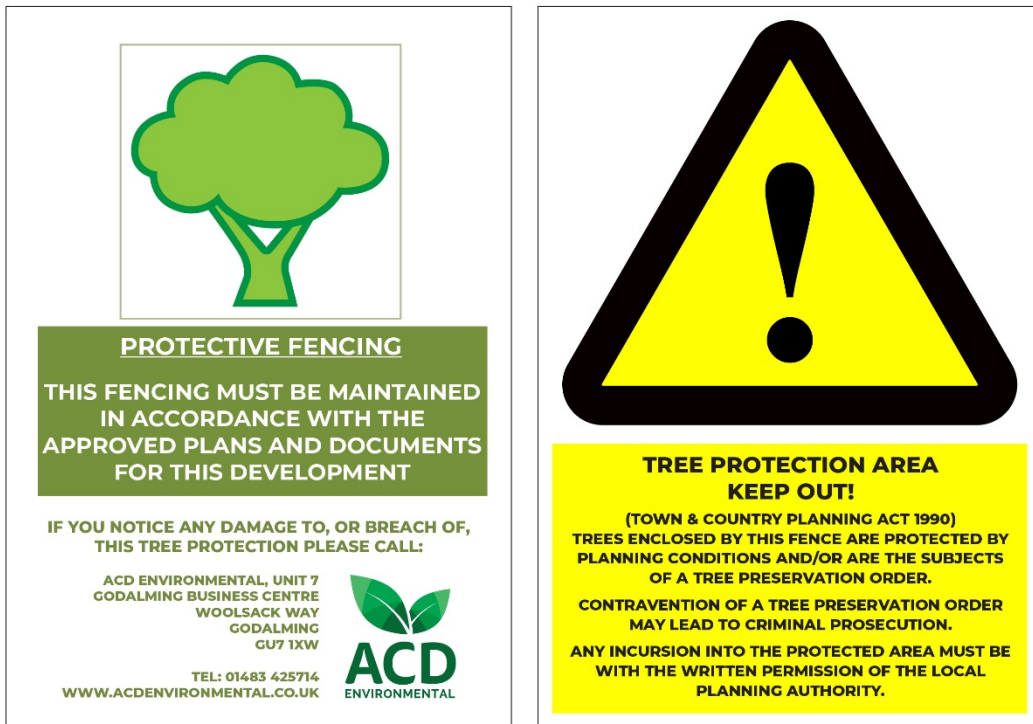 PROTECTIVE FENCING
THIS FENCING MUST BE MAINTAINED
IN ACCORDANCE WITH THE
APPROVED PLANS AND DOCUMENTS
FOR THIS DEVELOPMENT
IF YOU NOTICE ANY DAMAGE TO, OR BREACH OF,
THIS TREE PROTECTION PLEASE CALL:
ACD ENVIRONMENTAL, UNIT 7
GODALMING BUSINESS CENTRE
WOOLSACK WAY
GODALMING
GU7 1XW
TEL: 01483 425714
WWW.ACDENVIRONMENTAL.CO.UK
ACD
ENVIRONMENTAL
!
TREE PROTECTION AREA
KEEP OUT!
(TOWN & COUNTRY PLANNING ACT 1990)
TREES ENCLOSED BY THIS FENCE ARE PROTECTED BY
PLANNING CONDITIONS AND/OR ARE THE SUBJECTS
OF A TREE PRESERVATION ORDER.
CONTRAVENTION OF A TREE PRESERVATION ORDER
MAY LEAD TO CRIMINAL PROSECUTION.
ANY INCURSION INTO THE PROTECTED AREA MUST BE
WITH THE WRITTEN PERMISSION OF THE LOCAL
PLANNING AUTHORITY.